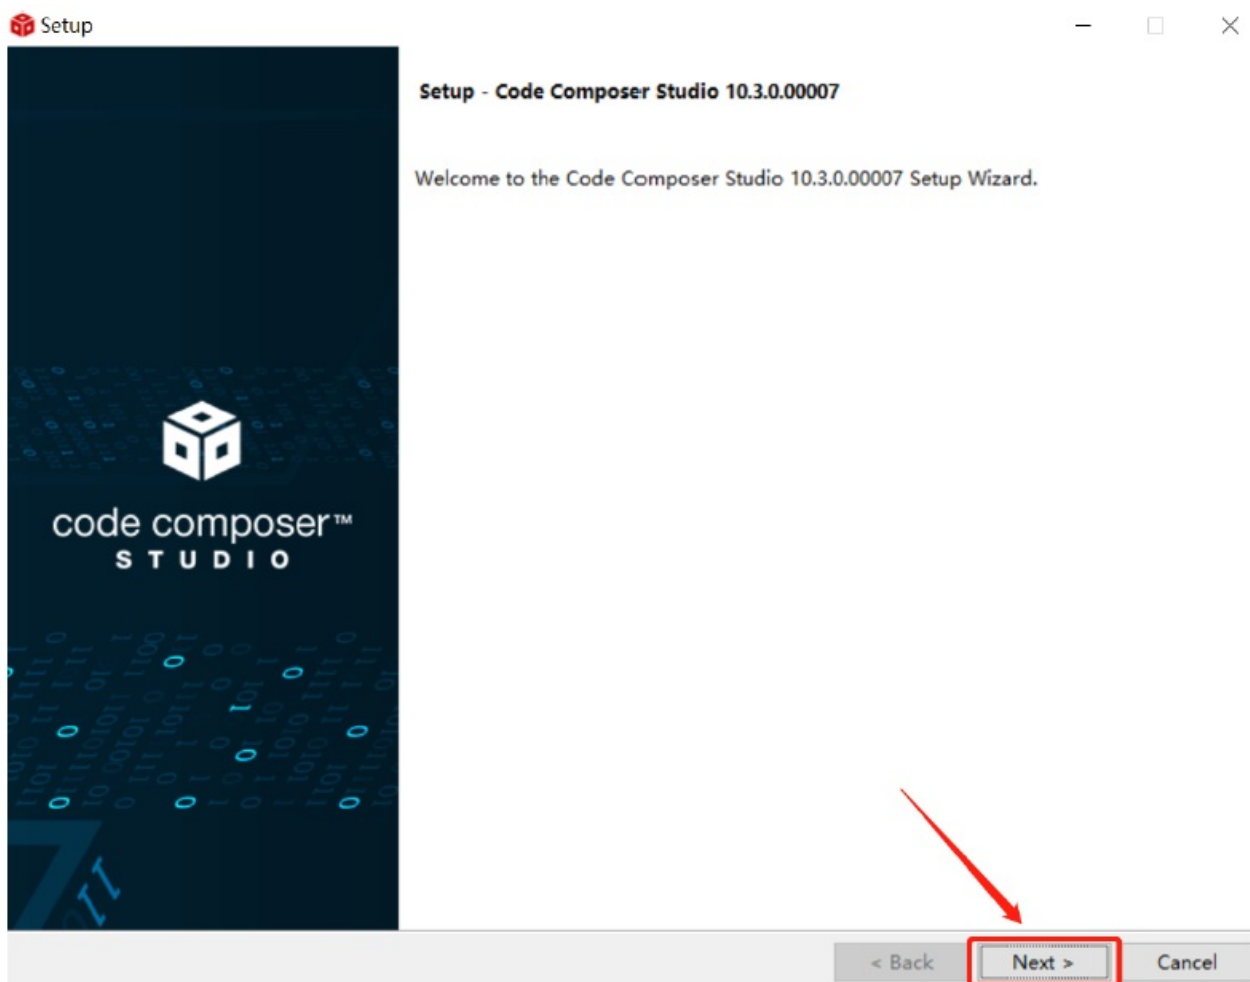 Setup
Setup - Code Composer Studio 10.3.0.00007
Welcome to the Code Composer Studio 10.3.0.00007 Setup Wizard.
code composer™
STUDIO
< Back
Next >
Cancel